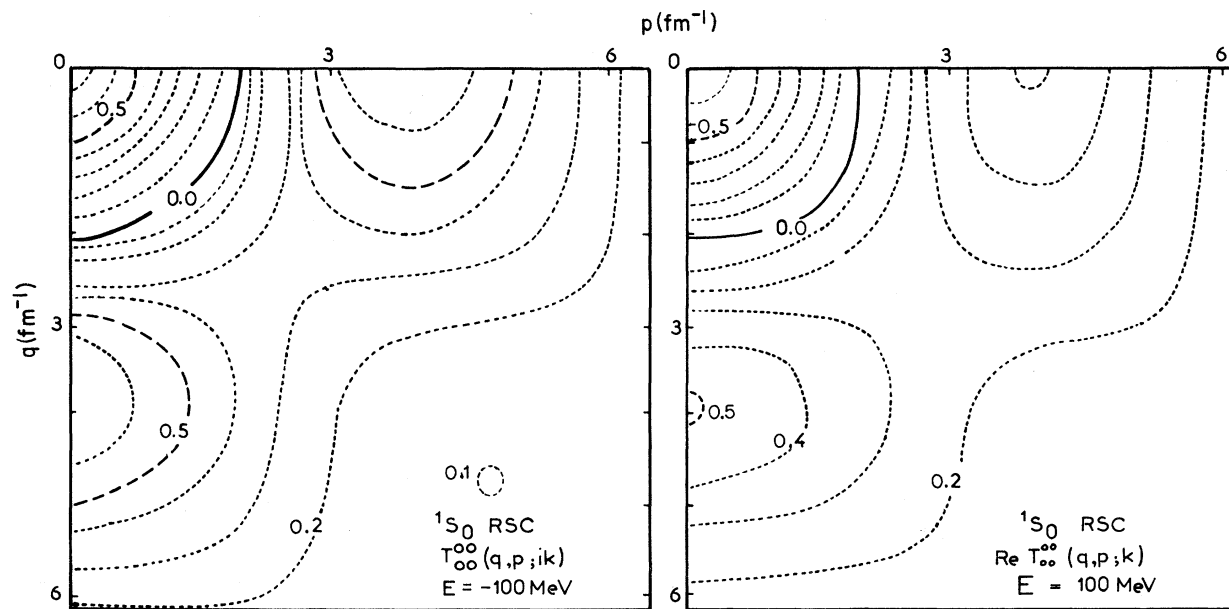 p(fm⁻¹)
0 3 6
0 3 6
0.5
0.5
0.0
0.0
q(fm⁻¹)
3
3
0.5
0.5
0,4
0.1
0.2
0.2
¹S₀ RSC
T⁰⁰₀₀ (q,p;ik)
E = -100 MeV
¹S₀ RSC
Re T⁰⁰₀₀ (q,p;k)
E = 100 MeV
6
6